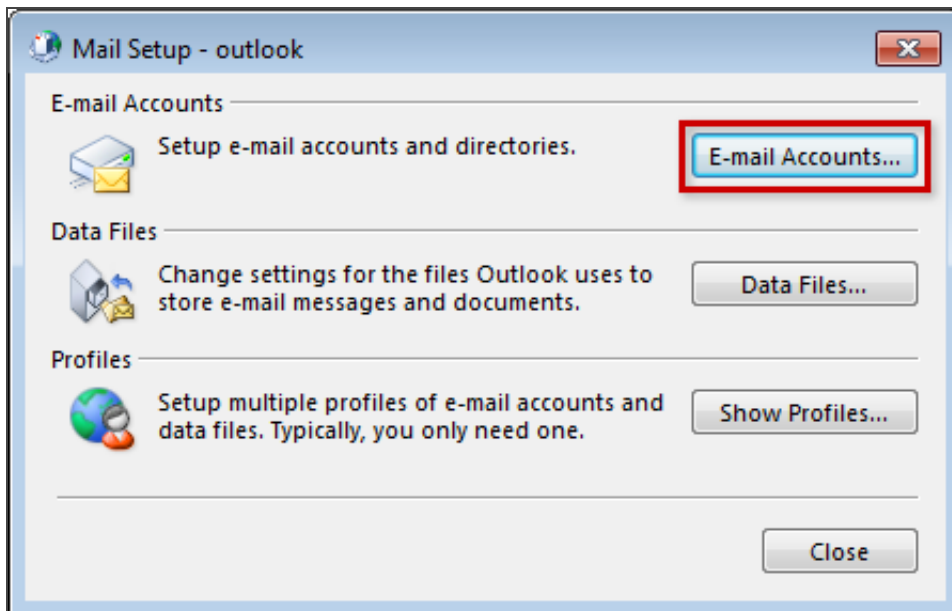 Mail Setup - outlook
E-mail Accounts
Setup e-mail accounts and directories.
E-mail Accounts...
Data Files
Change settings for the files Outlook uses to
store e-mail messages and documents.
Data Files...
Profiles
Setup multiple profiles of e-mail accounts and
data files. Typically, you only need one.
Show Profiles...
Close